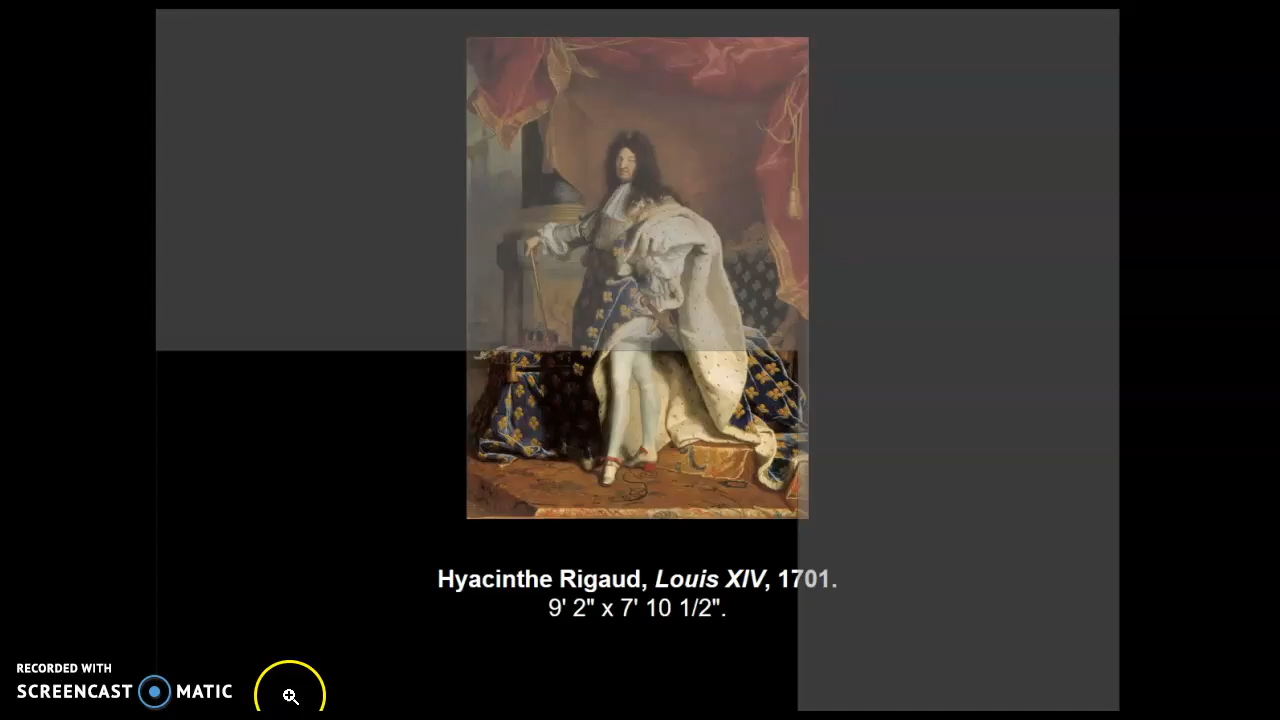 Hyacinthe Rigaud, Louis XIV, 1701.
9' 2" x 7' 10 1/2".
RECORDED WITH
SCREENCAST MATIC